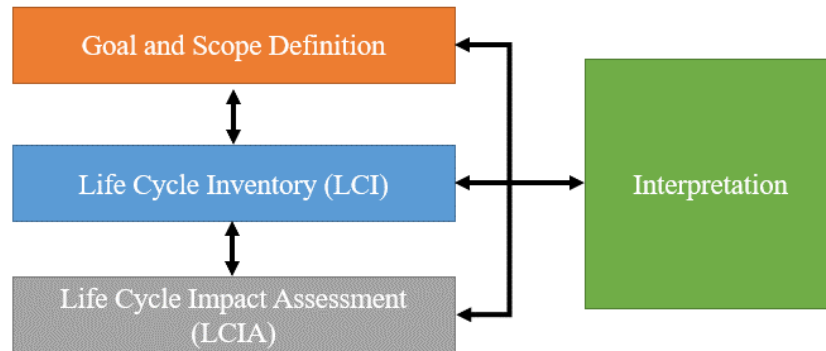 Goal and Scope Definition
Life Cycle Inventory (LCI)
Interpretation
Life Cycle Impact Assessment
(LCIA)